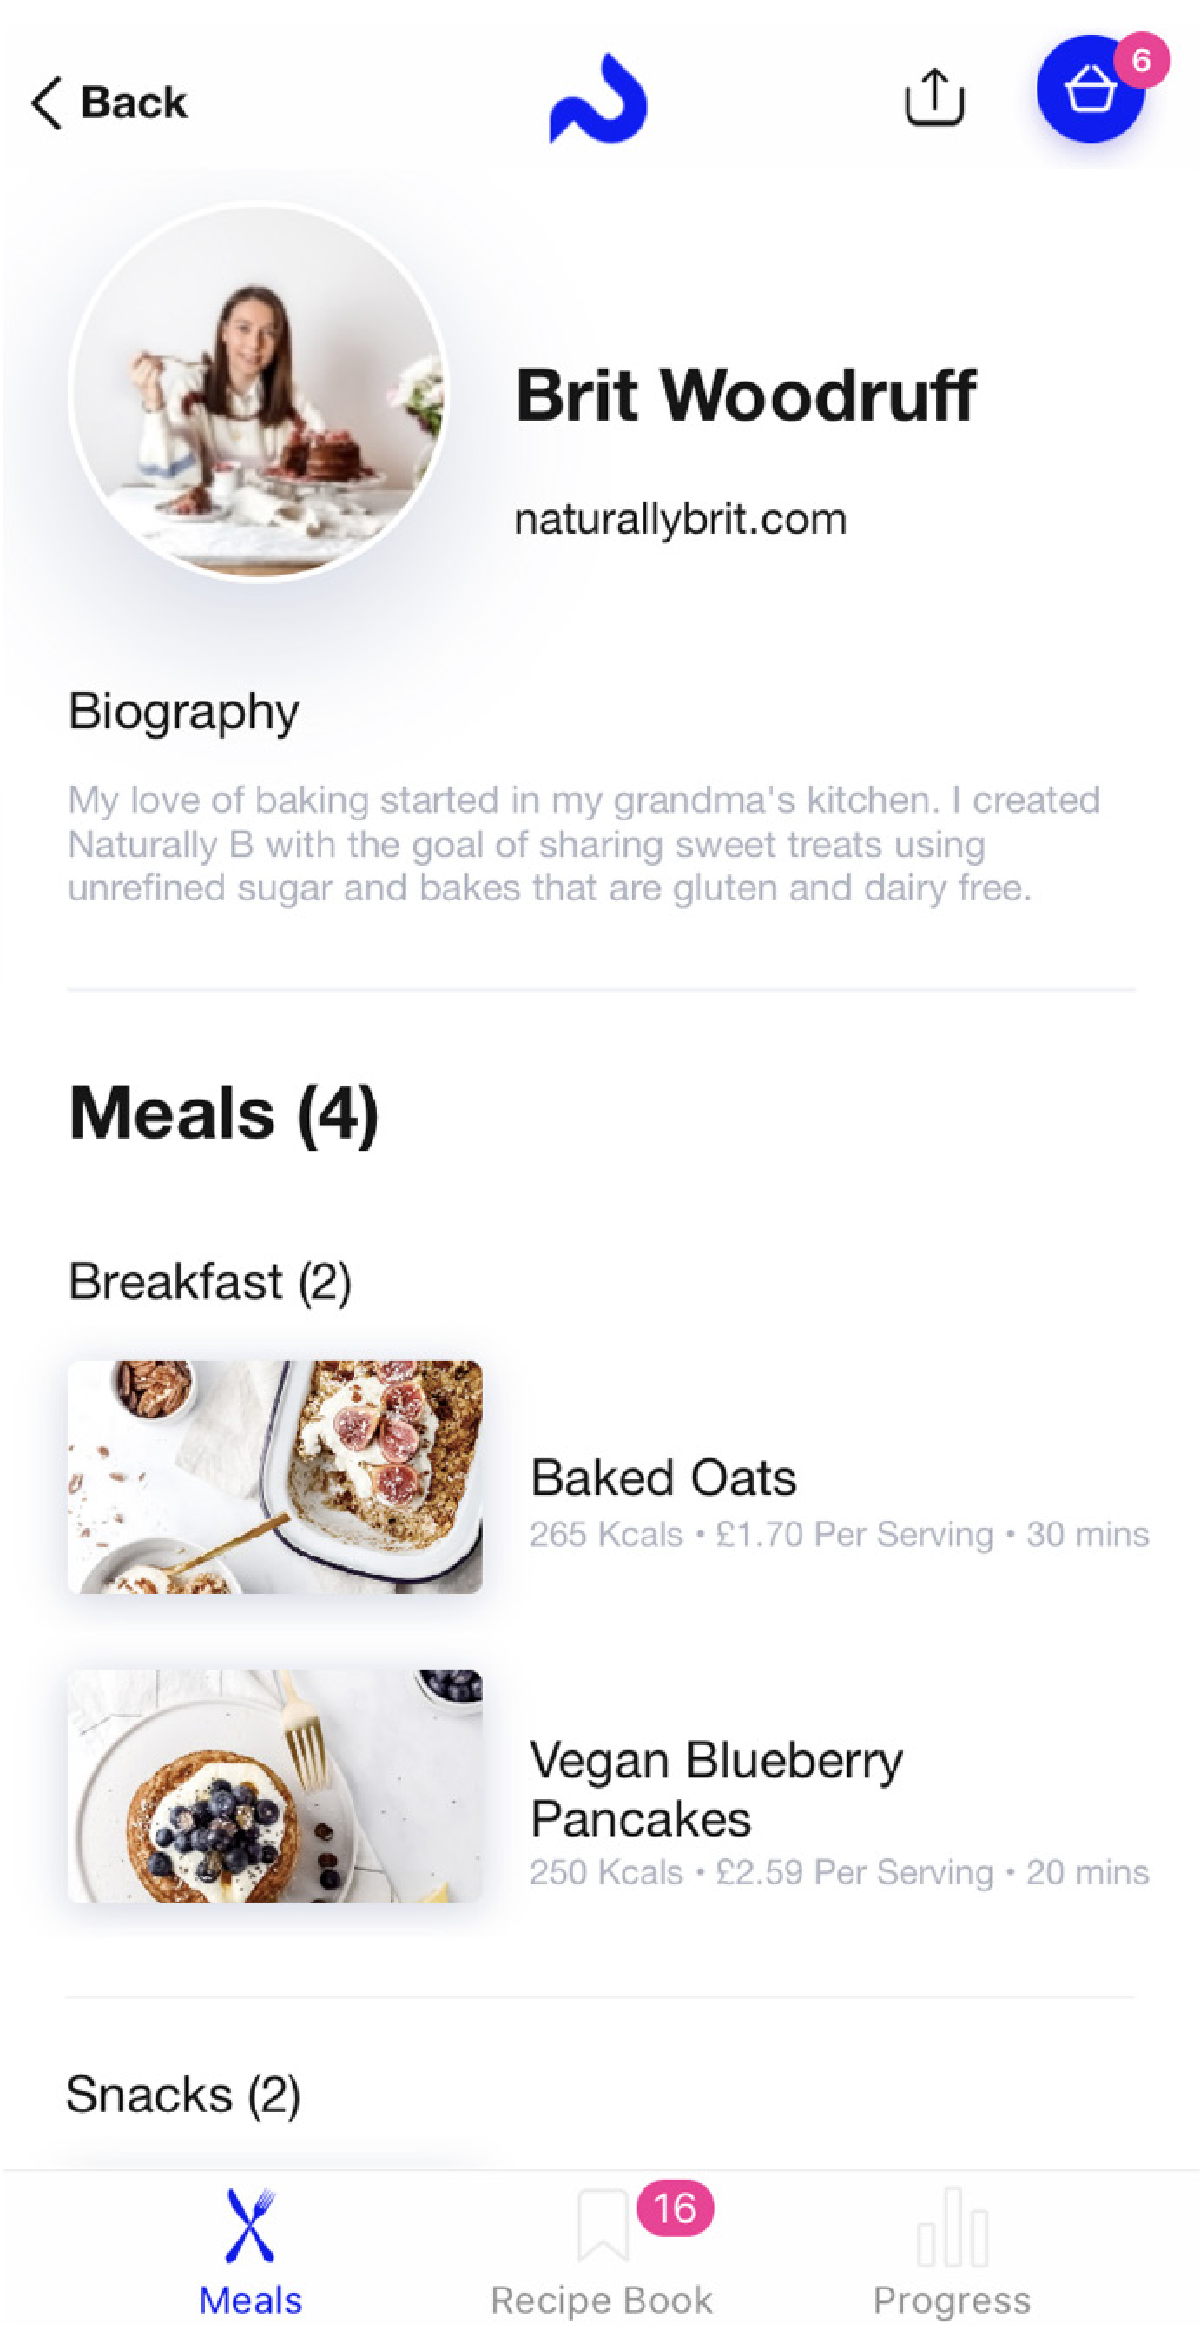 Back
6
Brit Woodruff
naturallybrit.com
Biography
My love of baking started in my grandma's kitchen. I created
Naturally B with the goal of sharing sweet treats using
unrefined sugar and bakes that are gluten and dairy free.
Meals (4)
Breakfast (2)
Baked Oats
265 Kcals • £1.70 Per Serving • 30 mins
Vegan Blueberry
Pancakes
250 Kcals • £2.59 Per Serving • 20 mins
Snacks (2)
16
Meals
Recipe Book
Progress